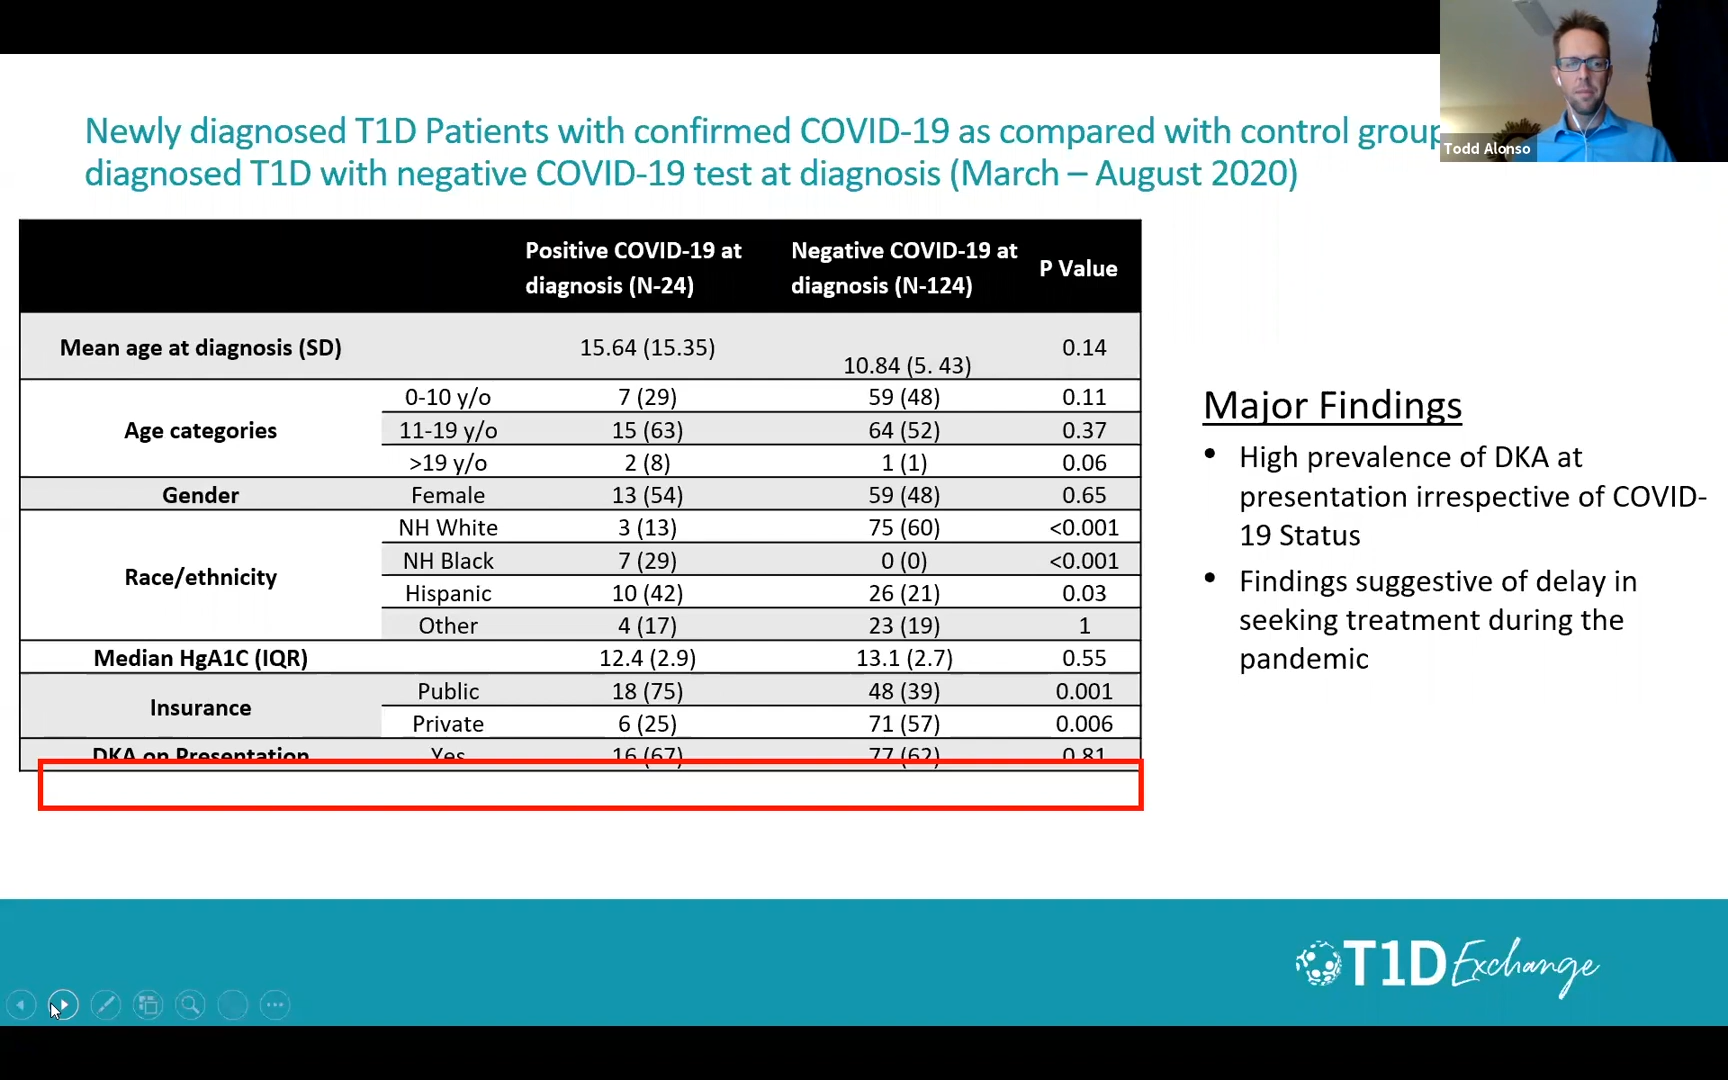 Newly diagnosed T1D Patients with confirmed COVID-19 as compared with control group
diagnosed T1D with negative COVID-19 test at diagnosis (March – August 2020)
Todd Alonso
Positive COVID-19 at diagnosis (N-24) Negative COVID-19 at diagnosis (N-124) P Value
Mean age at diagnosis (SD) 15.64 (15.35) 10.84 (5. 43) 0.14
Age categories 0-10 y/o 7 (29) 59 (48) 0.11
11-19 y/o 15 (63) 64 (52) 0.37
>19 y/o 2 (8) 1 (1) 0.06
Gender Female 13 (54) 59 (48) 0.65
Race/ethnicity NH White 3 (13) 75 (60) <0.001
NH Black 7 (29) 0 (0) <0.001
Hispanic 10 (42) 26 (21) 0.03
Other 4 (17) 23 (19) 1
Median HgA1C (IQR) 12.4 (2.9) 13.1 (2.7) 0.55
Insurance Public 18 (75) 48 (39) 0.001
Private 6 (25) 71 (57) 0.006
DKA on Presentation Yes 16 (67) 77 (62) 0.81
Major Findings
• High prevalence of DKA at
presentation irrespective of COVID-
19 Status
• Findings suggestive of delay in
seeking treatment during the
pandemic
T1D Exchange